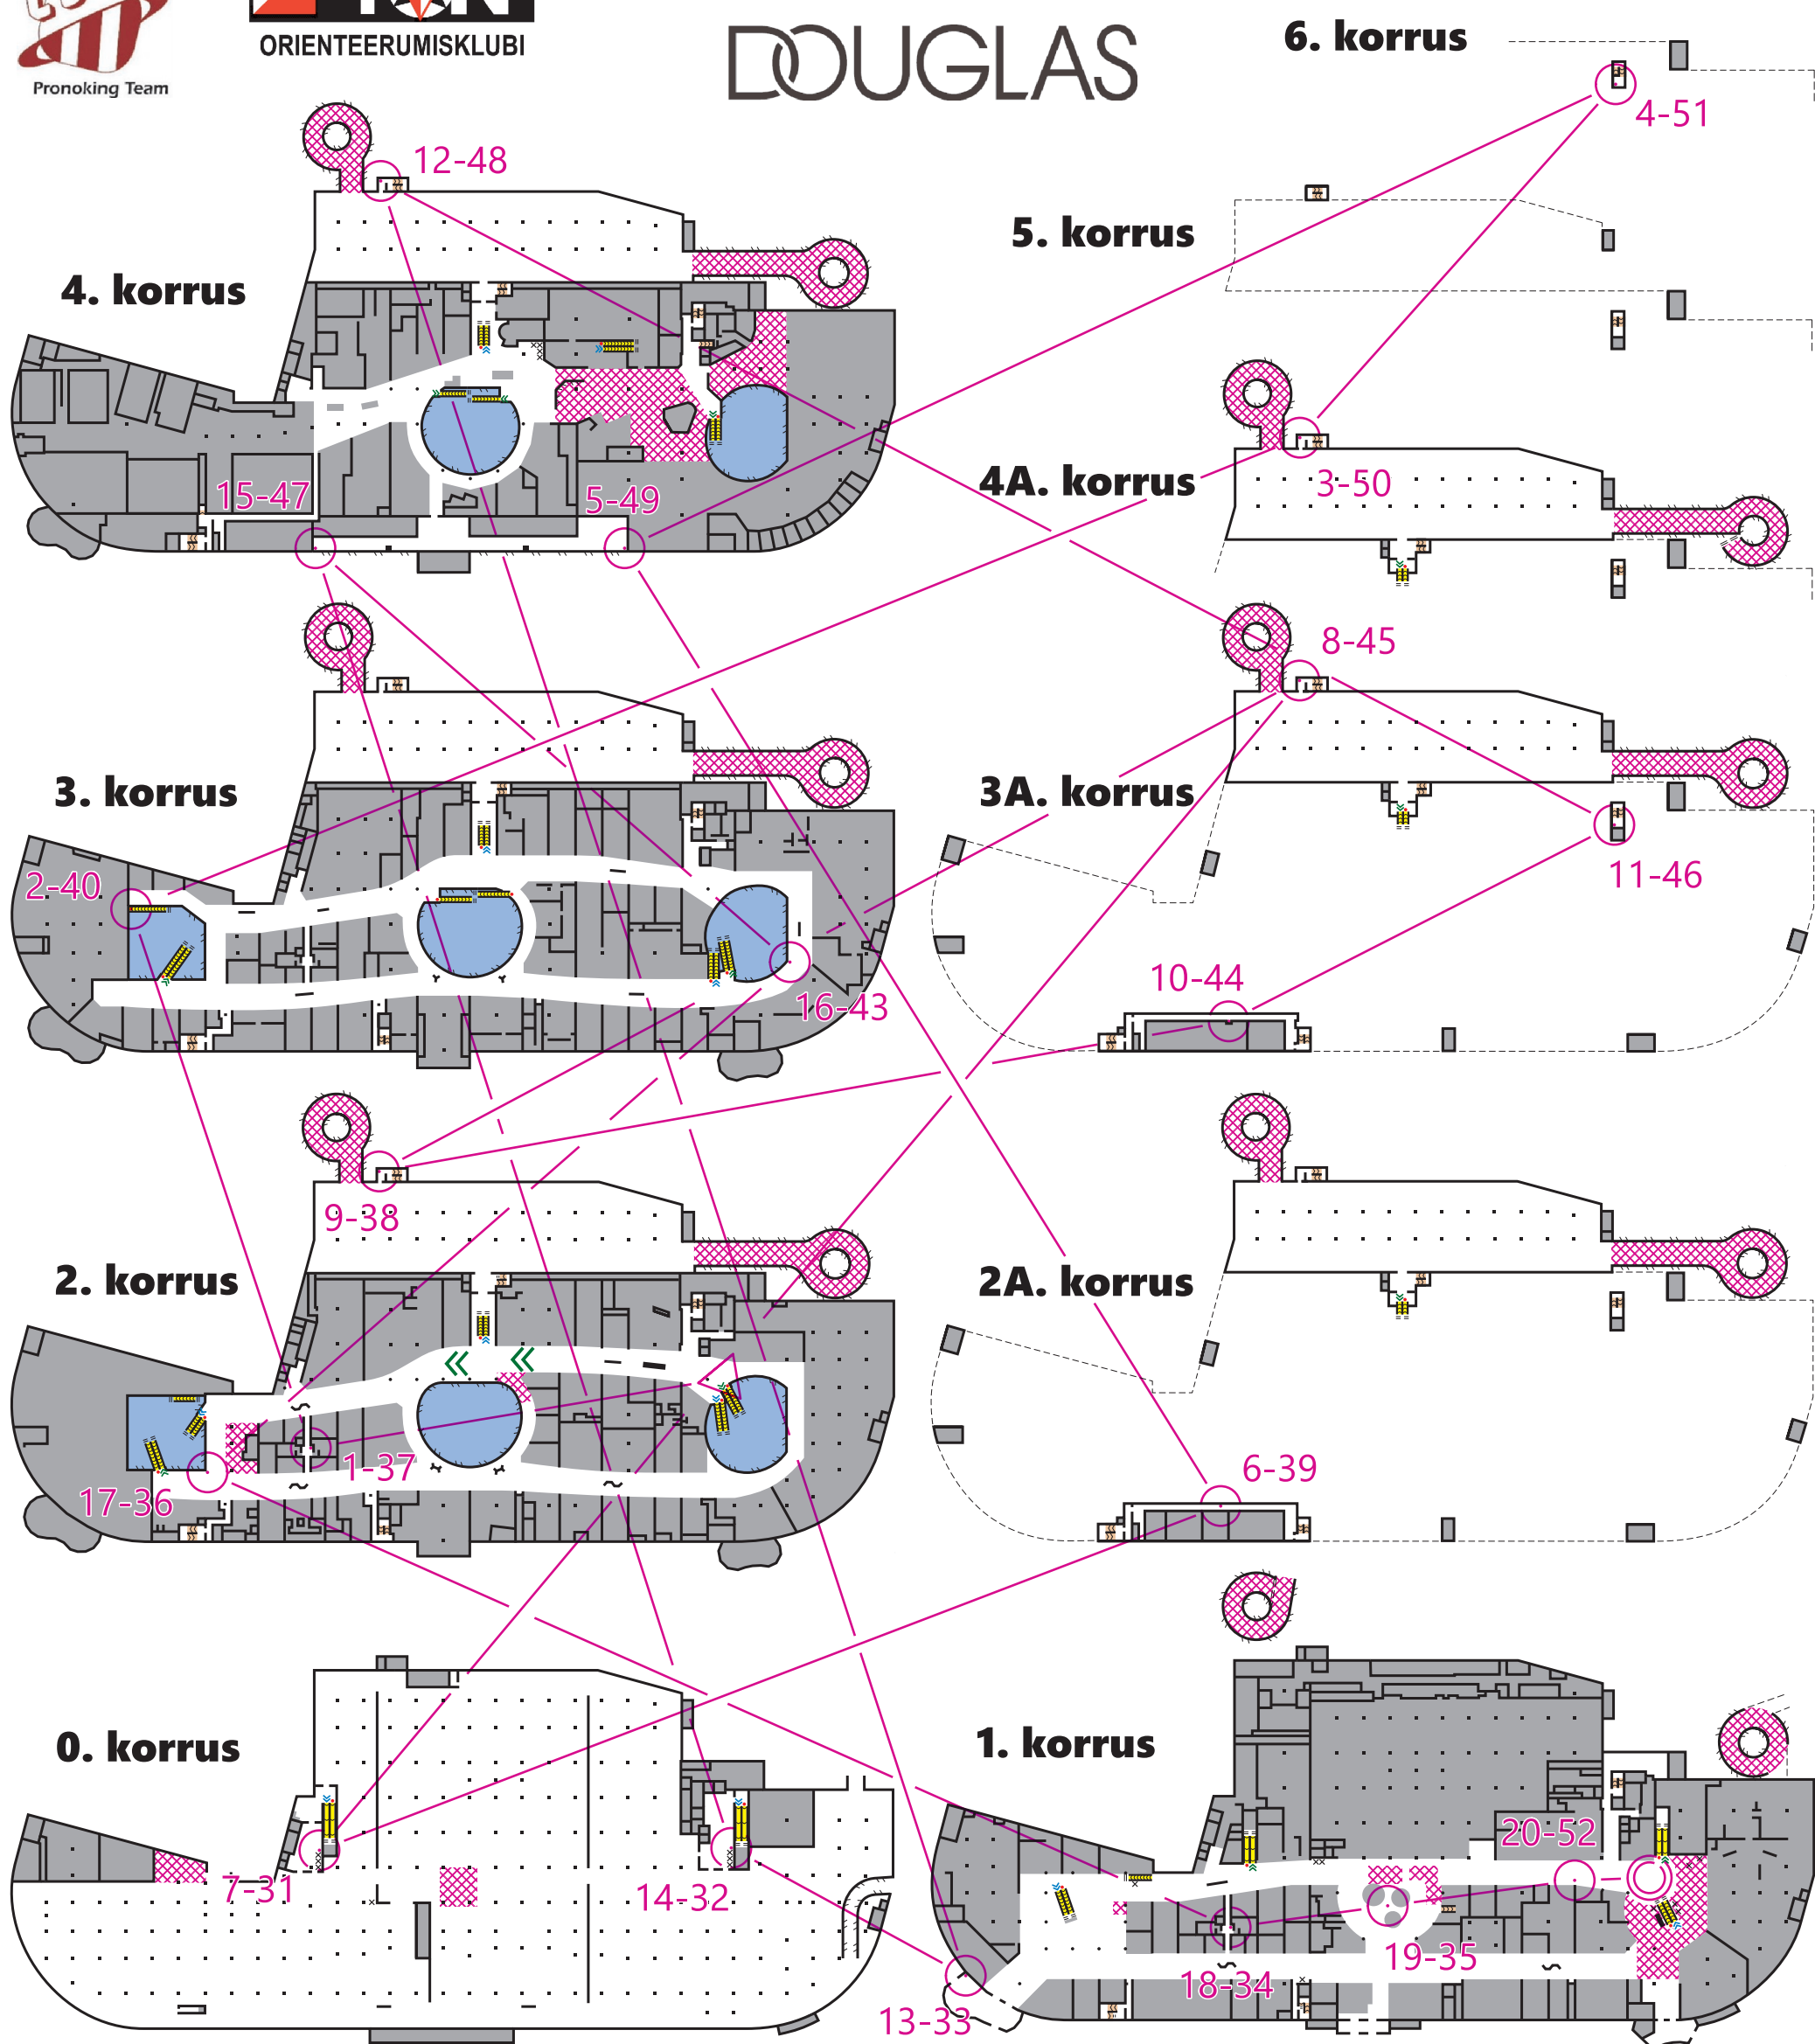 Pronoking Team
ORIENTEERUMISKLUBI
DOUGLAS
6. korrus
4-51
12-48
5. korrus
4. korrus
15-47
5-49
4A. korrus
3-50
8-45
3. korrus
3A. korrus
2-40
11-46
16-43
10-44
9-38
2. korrus
2A. korrus
1-37
17-36
6-39
0. korrus
1. korrus
7-31
14-32
20-52
19-35
18-34
13-33